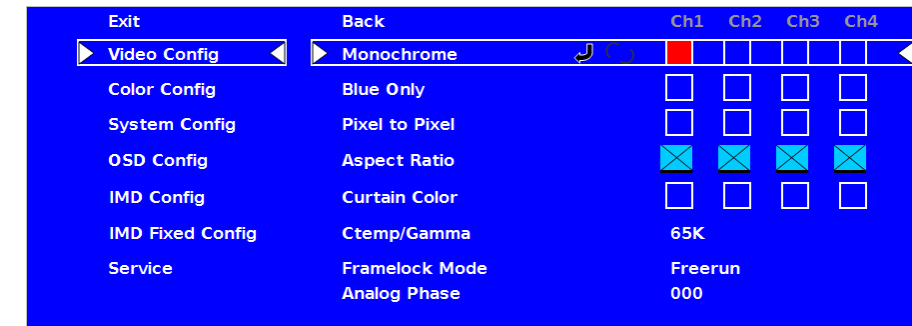 Exit Back Ch1 Ch2 Ch3 Ch4
Video Config Monochrome
Color Config Blue Only
System Config Pixel to Pixel
OSD Config Aspect Ratio
IMD Config Curtain Color
IMD Fixed Config Ctemp/Gamma 65K
Service Framelock Mode Freerun
Analog Phase 000